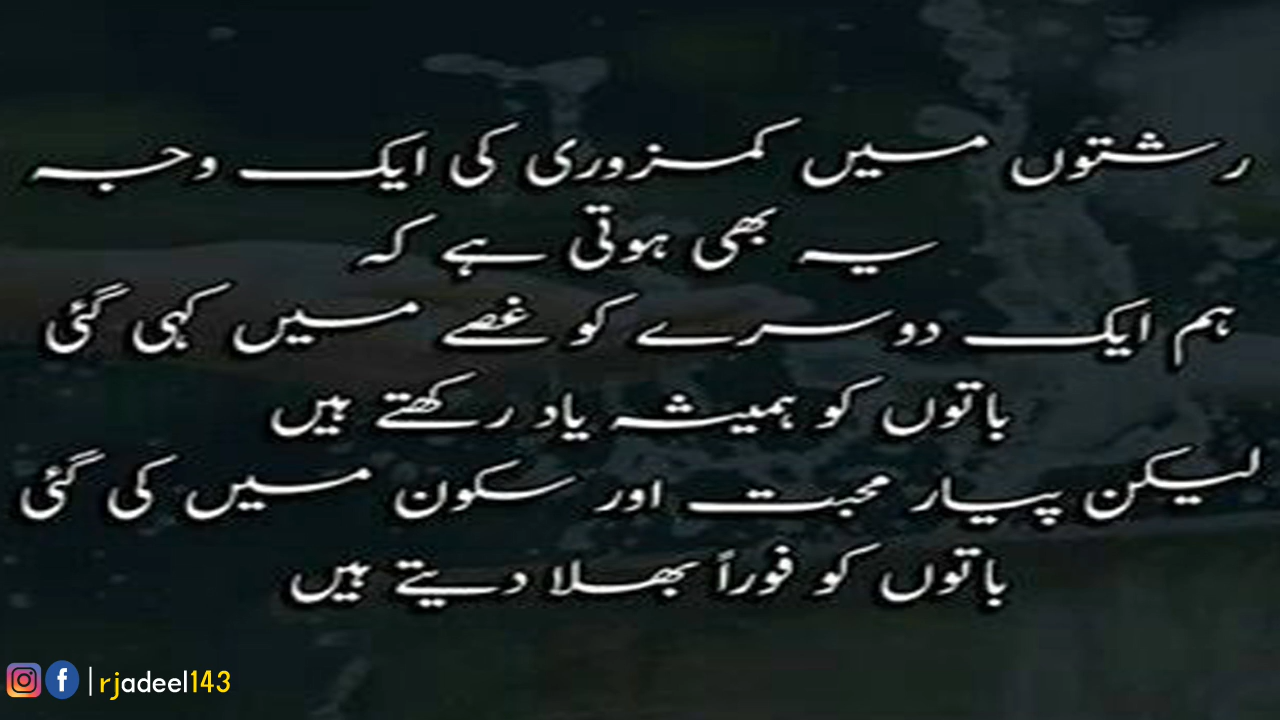 رشتوں میں کمزوری کی ایک وجہ
یہ بھی ہوتی ہے کہ
ہم ایک دوسرے کو غصے میں کہی گئی
باتوں کو ہمیشہ یاد رکھتے ہیں
لیکن پیار محبت اور سکون میں کی گئی
باتوں کو فوراً بھلا دیتے ہیں
|rjadeel143